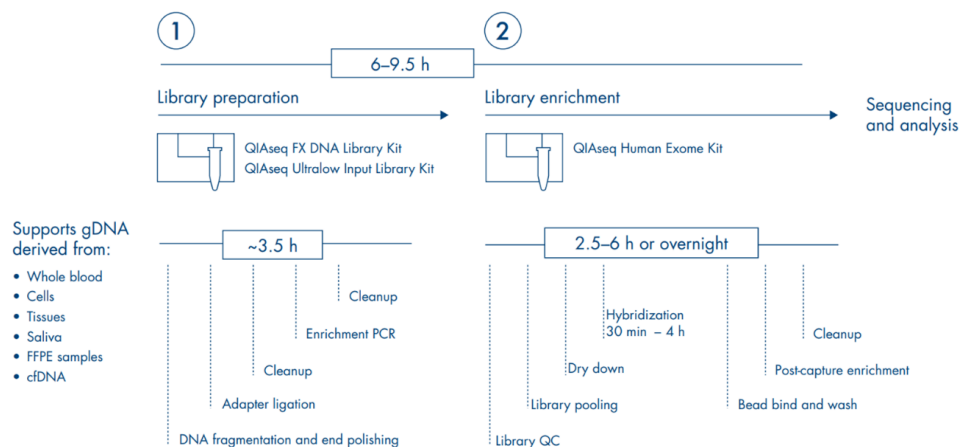 1
2
6–9.5 h
Library preparation
Library enrichment
Sequencing
and analysis
QIAseq FX DNA Library Kit
QIAseq Ultralow Input Library Kit
QIAseq Human Exome Kit
Supports gDNA
derived from:
• Whole blood
• Cells
• Tissues
• Saliva
• FFPE samples
• cfDNA
~3.5 h
Cleanup
Enrichment PCR
Cleanup
Adapter ligation
DNA fragmentation and end polishing
2.5–6 h or overnight
Hybridization
30 min – 4 h
Cleanup
Dry down
Post-capture enrichment
Library pooling
Bead bind and wash
Library QC